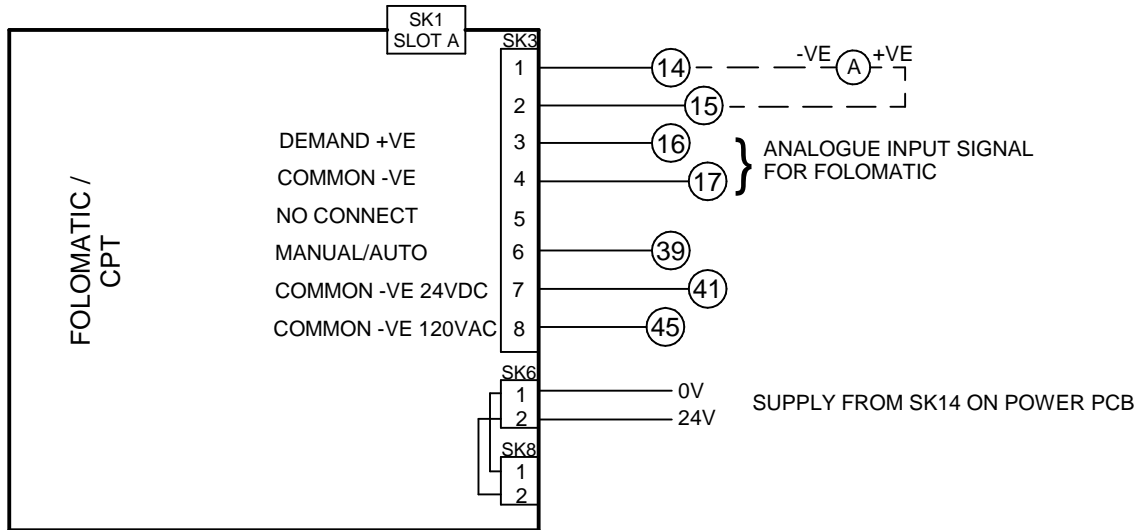 SK1
SLOT A
SK3
1 14 -VE A +VE
2 15
DEMAND +VE 3 16
COMMON -VE 4 17
} ANALOGUE INPUT SIGNAL
FOR FOLOMATIC
NO CONNECT 5
MANUAL/AUTO 6 39
COMMON -VE 24VDC 7 41
COMMON -VE 120VAC 8 45
FOLOMATIC /
CPT
SK6
1 0V
2 24V
SUPPLY FROM SK14 ON POWER PCB
SK8
1
2